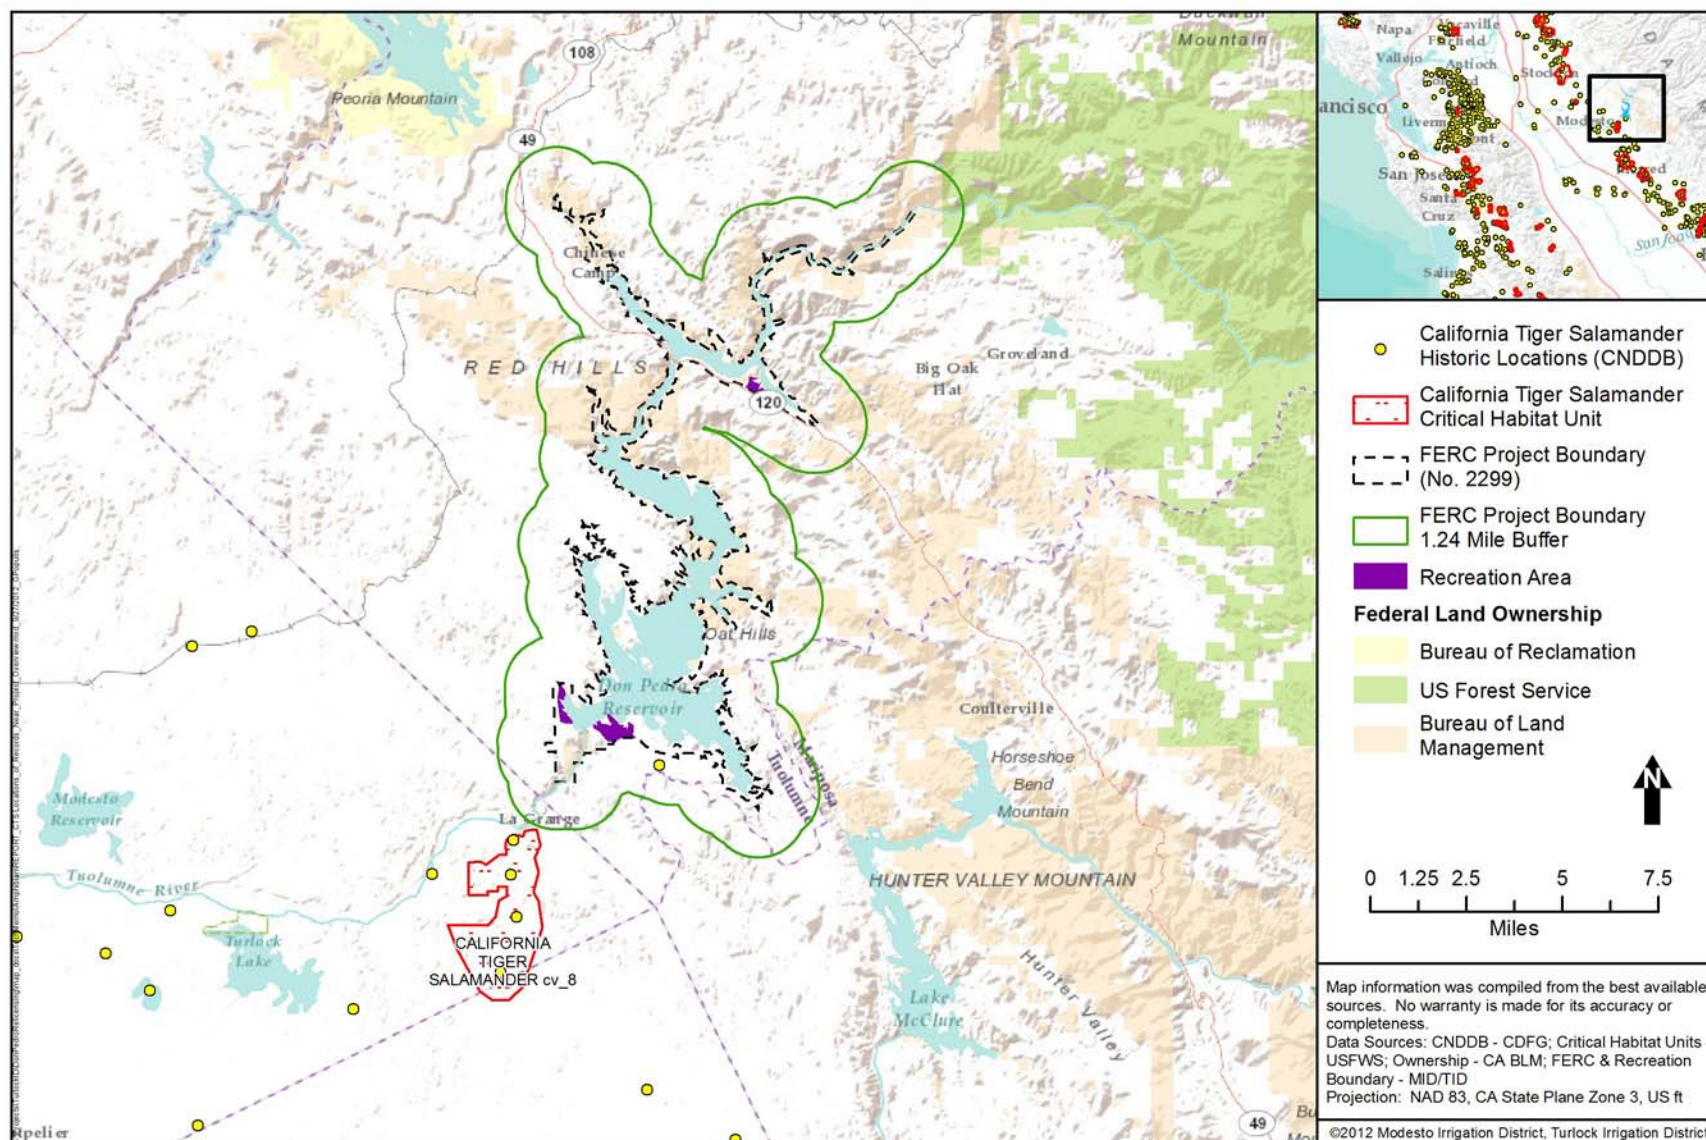 108
Mountain
Peoria Mountain
49
Chinese
Camp
RED HILLS
Groveland
Big Oak
Flat
120
Oat Hills
Don Pedro
Reservoir
Coulterville
Mariposa
Tuolumne
Horseshoe
Bend
Mountain
Modesto
Reservoir
La Grange
Tuolumne River
HUNTER VALLEY MOUNTAIN
Turlock
Lake
CALIFORNIA
TIGER
SALAMANDER cv_8
Lake
McClure
Hunter Valley
49
Napa
Vallejo
Antioch
Stockton
ancisco
Modesto
San Jose
Santa
Cruz
California Tiger Salamander
Historic Locations (CNDDB)
California Tiger Salamander
Critical Habitat Unit
FERC Project Boundary
(No. 2299)
FERC Project Boundary
1.24 Mile Buffer
Recreation Area
Federal Land Ownership
Bureau of Reclamation
US Forest Service
Bureau of Land
Management
N
0 1.25 2.5 5 7.5
Miles
Map information was compiled from the best available
sources. No warranty is made for its accuracy or
completeness.
Data Sources: CNDDB - CDFG; Critical Habitat Units
USFWS; Ownership - CA BLM; FERC & Recreation
Boundary - MID/TID
Projection: NAD 83, CA State Plane Zone 3, US ft
©2012 Modesto Irrigation District, Turlock Irrigation District